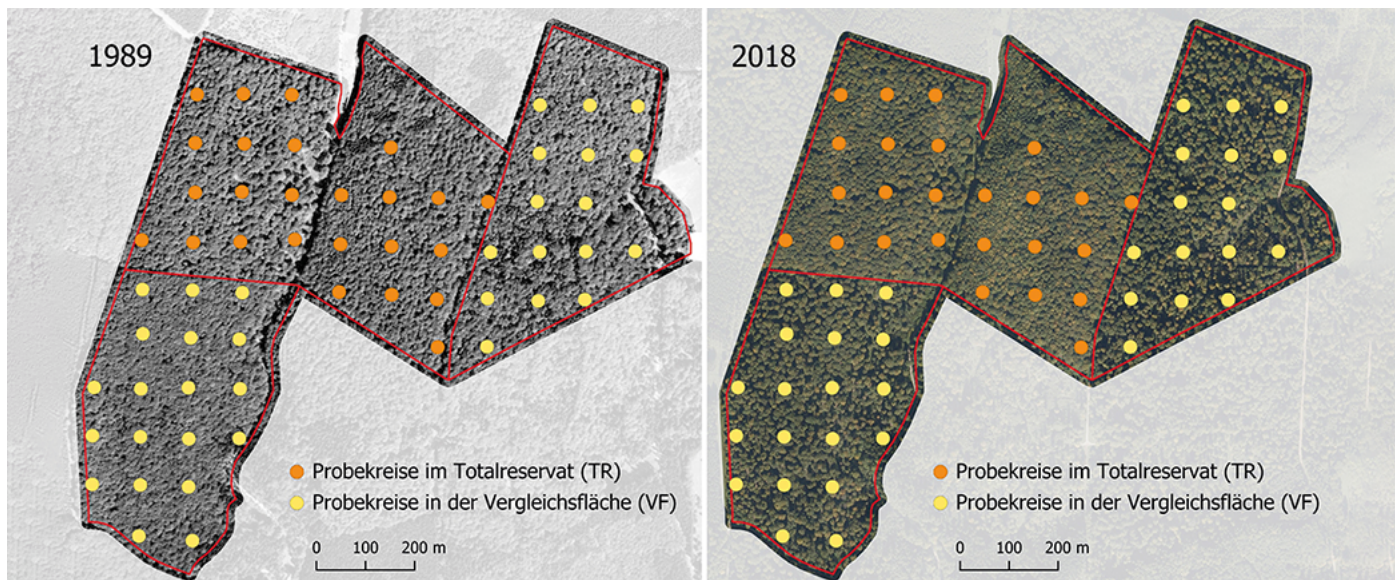 1989
Probekreise im Totalreservat (TR)
Probekreise in der Vergleichsfläche (VF)
0 100 200 m
2018
Probekreise im Totalreservat (TR)
Probekreise in der Vergleichsfläche (VF)
0 100 200 m